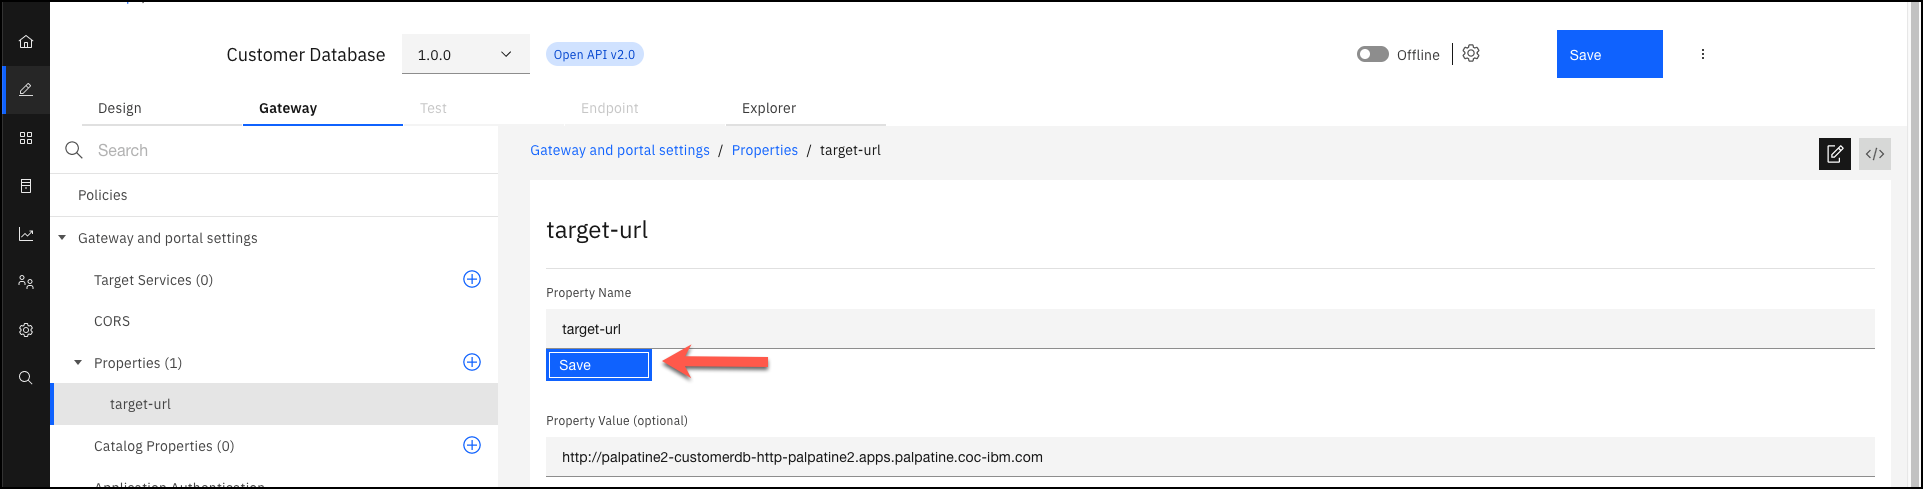 Customer Database
1.0.0
Open API v2.0
Offline
Save
Design
Gateway
Test
Endpoint
Explorer
Search
Policies
Gateway and portal settings
Target Services (0)
CORS
Properties (1)
target-url
Catalog Properties (0)
Application Authentication
Gateway and portal settings / Properties / target-url
</>
target-url
Property Name
target-url
Save
Property Value (optional)
http://palpatine2-customerdb-http-palpatine2.apps.palpatine.coc-ibm.com